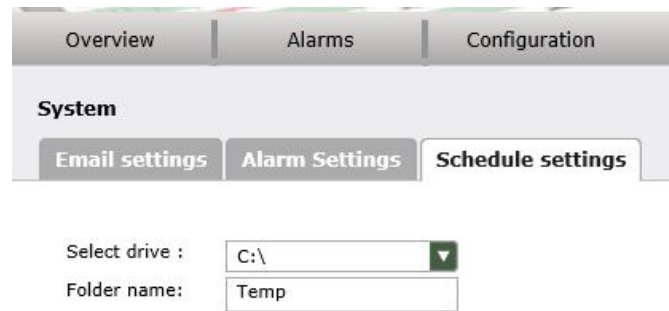 Overview Alarms Configuration
System
Email settings Alarm Settings Schedule settings
Select drive : C:\
Folder name: Temp